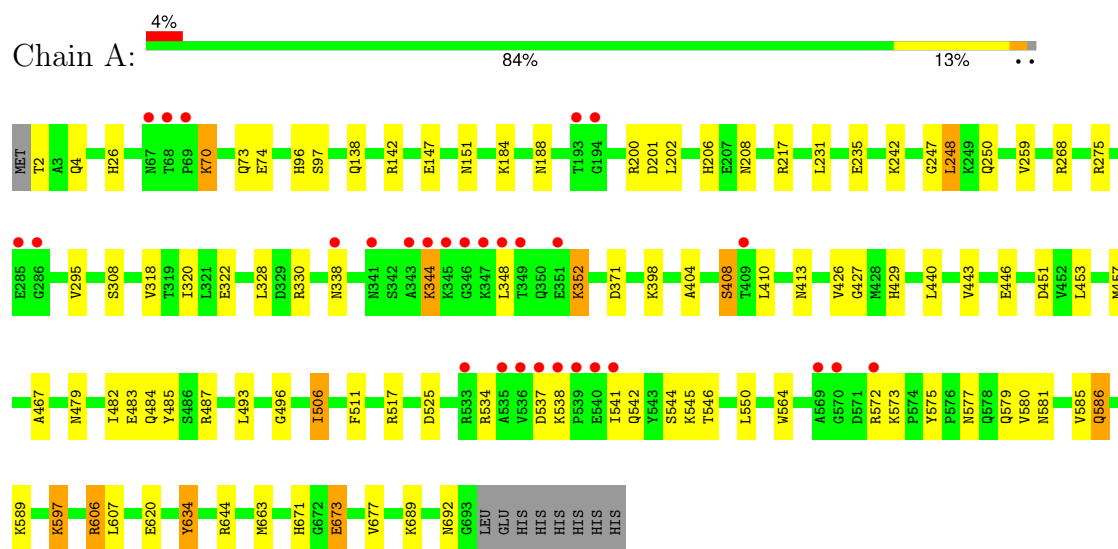 4%
Chain A:
84% 13% • •
MET T2 A3 Q4 H26 N67 T68 P69 K70 Q73 E74 H96 S97 Q138 R142 E147 N151 K184 N188 T193 G194 R200 D201 L202 H206 E207 N208 R217 L231 E235 K242 G247 L248 K249 Q250 V259 R268 R275
E285 G286 V295 S308 V318 T319 I320 L321 E322 L328 D329 R330 N338 N341 S342 A343 K344 K345 G346 K347 L348 T349 Q350 E351 K352 D371 K398 A404 S408 T409 L410 N413 V426 G427 M428 H429 L440 V443 E446 D451 V452 L453 M457
A467 N479 I482 E483 Q484 Y485 S486 R487 L493 G496 I506 F511 R517 D525 R533 R534 A535 V536 D537 K538 P539 E540 I541 Q542 Y543 S544 K545 T546 L550 W564 A569 G570 D571 R572 K573 P574 Y575 P576 N577 Q578 Q579 V580 N581 V585 Q586
K589 K597 R606 L607 E620 Y634 R644 M663 H671 G672 E673 V677 K689 N692 G693 LEU GLU HIS HIS HIS HIS HIS HIS